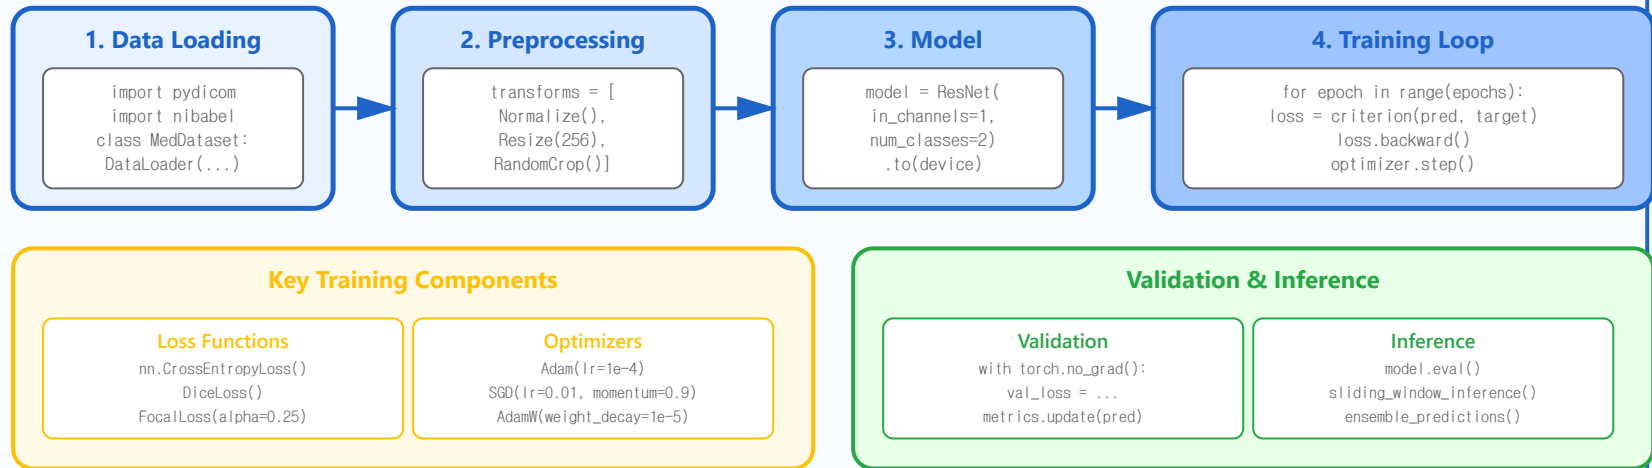 1. Data Loading
import pydicom
import nibabel
class MedDataset:
DataLoader(...)
2. Preprocessing
transforms = [
Normalize(),
Resize(256),
RandomCrop()]
3. Model
model = ResNet(
in_channels=1,
num_classes=2)
.to(device)
4. Training Loop
for epoch in range(epochs):
loss = criterion(pred, target)
loss.backward()
optimizer.step()
Key Training Components
Loss Functions
nn.CrossEntropyLoss()
DiceLoss()
FocalLoss(alpha=0.25)
Optimizers
Adam(lr=1e-4)
SGD(lr=0.01, momentum=0.9)
AdamW(weight_decay=1e-5)
Validation & Inference
Validation
with torch.no_grad():
val_loss = ...
metrics.update(pred)
Inference
model.eval()
sliding_window_inference()
ensemble_predictions()